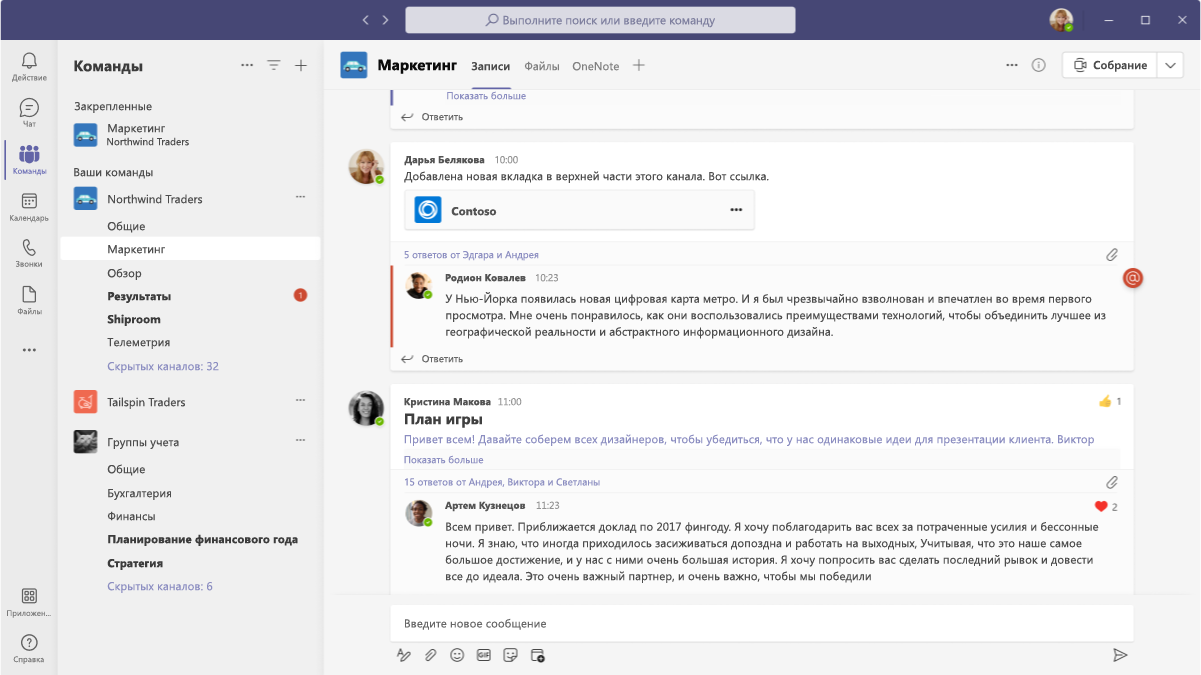 Выполните поиск или введите команду
Действие
Чат
Команды
Календарь
Звонки
Файлы
Приложен...
Справка
Команды
Закрепленные
Маркетинг
Northwind Traders
Ваши команды
Northwind Traders
Общие
Маркетинг
Обзор
Результаты 1
Shiproom
Телеметрия
Скрытых каналов: 32
Tailspin Traders
Группы учета
Общие
Бухгалтерия
Финансы
Планирование финансового года
Стратегия
Скрытых каналов: 6
Маркетинг Записи Файлы OneNote Собрание
Показать больше
Ответить
Дарья Белякова 10:00
Добавлена новая вкладка в верхней части этого канала. Вот ссылка.
Contoso
5 ответов от Эдгара и Андрея
Родион Ковалев 10:23
@
У Нью-Йорка появилась новая цифровая карта метро. И я был чрезвычайно взволнован и впечатлен во время первого
просмотра. Мне очень понравилось, как они воспользовались преимуществами технологий, чтобы объединить лучшее из
географической реальности и абстрактного информационного дизайна.
Ответить
Кристина Макова 11:00 1
План игры
Привет всем! Давайте соберем всех дизайнеров, чтобы убедиться, что у нас одинаковые идеи для презентации клиента. Виктор
Показать больше
15 ответов от Андрея, Виктора и Светланы
Артем Кузнецов 11:23 2
Всем привет. Приближается доклад по 2017 фингоду. Я хочу поблагодарить вас всех за потраченные усилия и бессонные
ночи. Я знаю, что иногда приходилось засиживаться допоздна и работать на выходных, Учитывая, что это наше самое
большое достижение, и у нас с ними очень большая история. Я хочу попросить вас сделать последний рывок и довести
все до идеала. Это очень важный партнер, и очень важно, чтобы мы победили
Введите новое сообщение
GIF